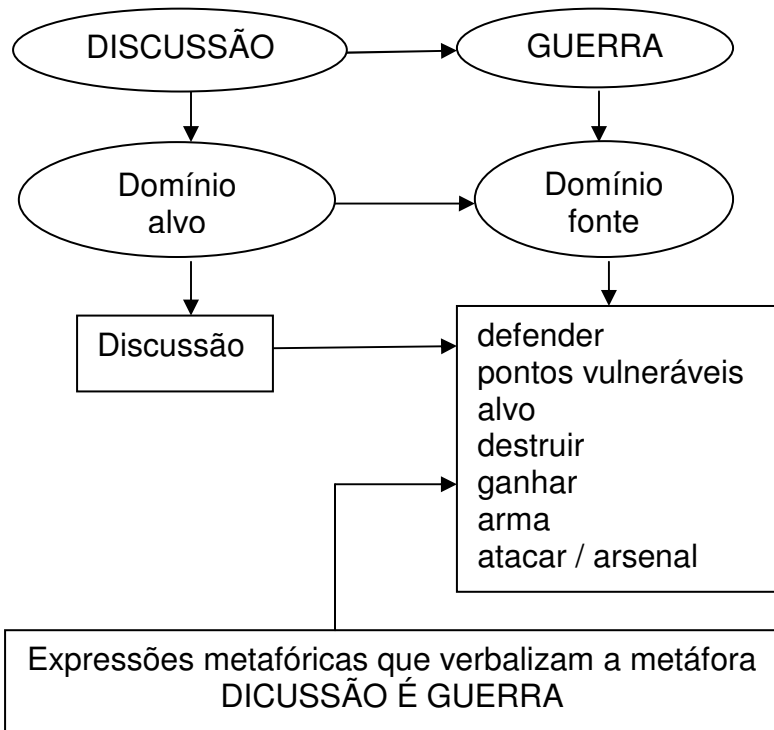 DISCUSSÃO
GUERRA
Domínio
alvo
Domínio
fonte
Discussão
defender
pontos vulneráveis
alvo
destruir
ganhar
arma
atacar / arsenal
Expressões metafóricas que verbalizam a metáfora
DICUSSÃO É GUERRA